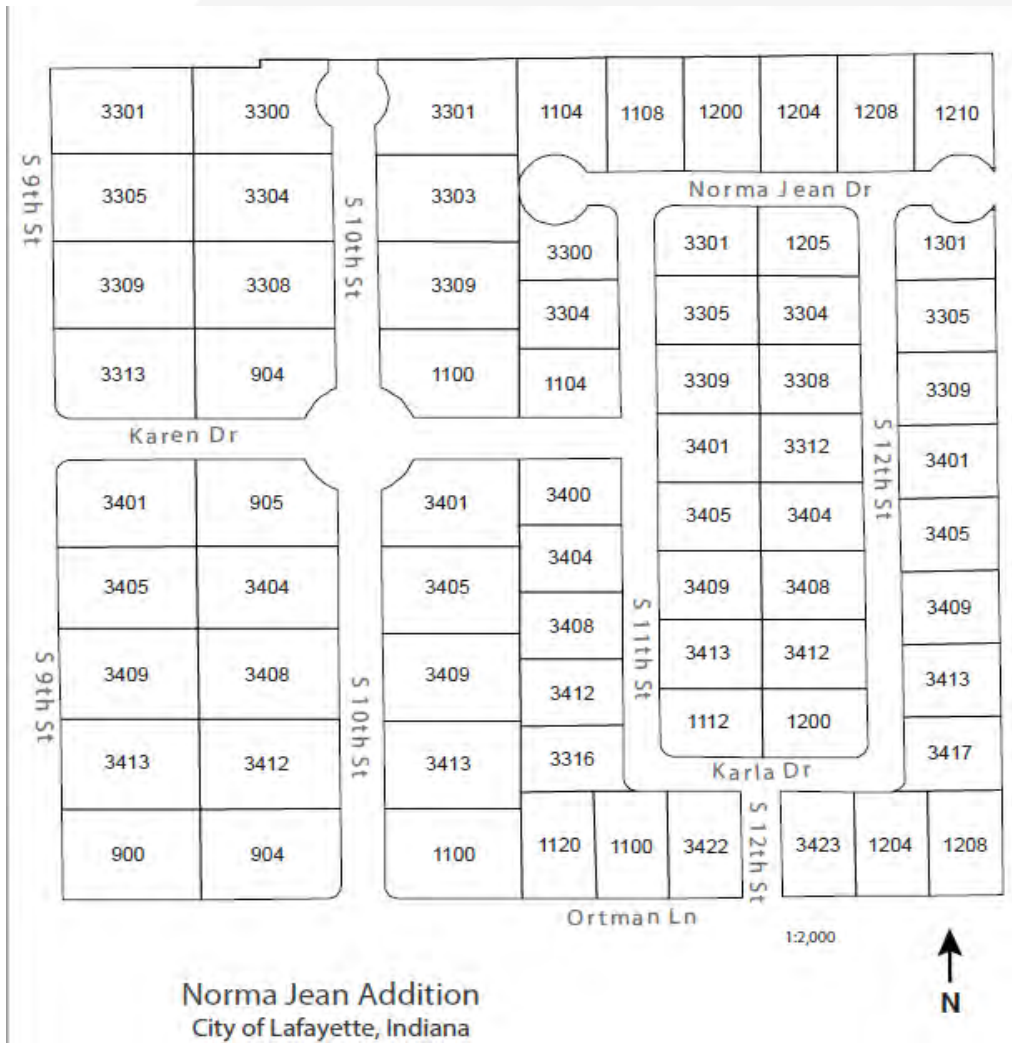 3301 3300 3301 1104 1108 1200 1204 1208 1210
S 9th St
3305 3304 S 10th St 3303 Norma Jean Dr
3300 3301 1205 1301
3309 3308 3309 3304 3305 3304 3305
3313 904 1100 1104 3309 3308 3309
Karen Dr
3401 3312 S 12th St 3401
3401 905 3401 3400 3405 3404 3405
3405 3404 3405 3404 3409 3408 3409
3408 S 11th St
S 9th St 3409 3408 S 10th St 3409 3412 3413 3412 3413
3413 3412 3413 3316 1112 1200 3417
Karla Dr
900 904 1100 1120 1100 3422 S 12th St 3423 1204 1208
Ortman Ln
1:2,000
N
Norma Jean Addition
City of Lafayette, Indiana